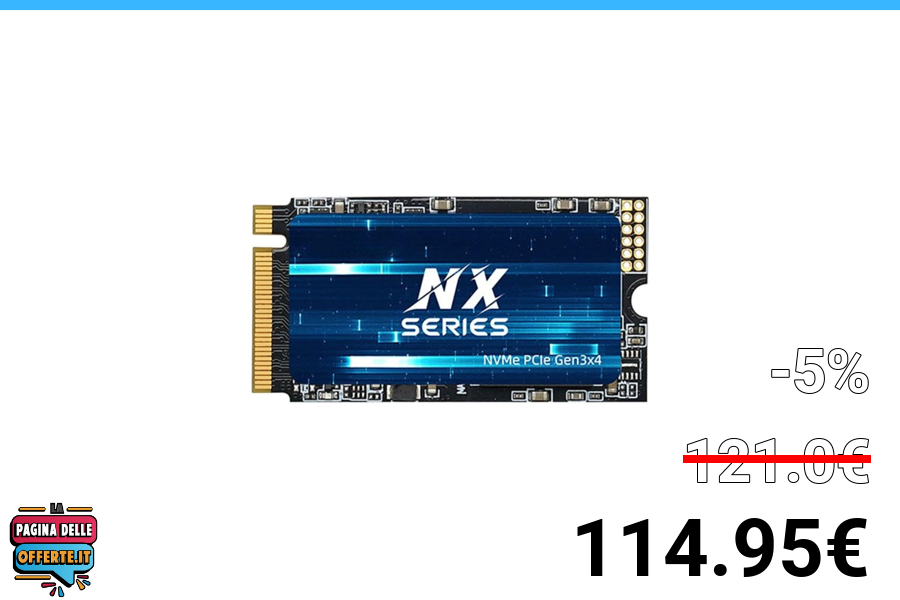 NX
SERIES
NVMe PCIe Gen3x4
-5%
121.0€
114.95€
LA
PAGINA DELLE
OFFERTE.IT